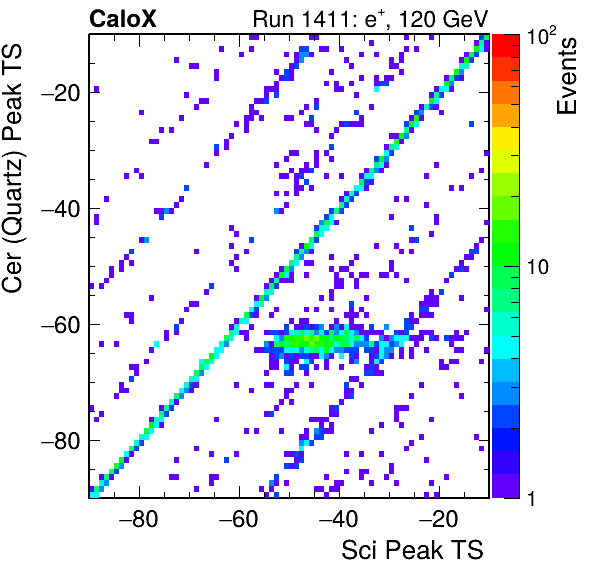 CaloX Run 1411: e⁺, 120 GeV
Cer (Quartz) Peak TS
−20
−40
−60
−80
−80 −60 −40 −20
Sci Peak TS
10²
10
1
Events